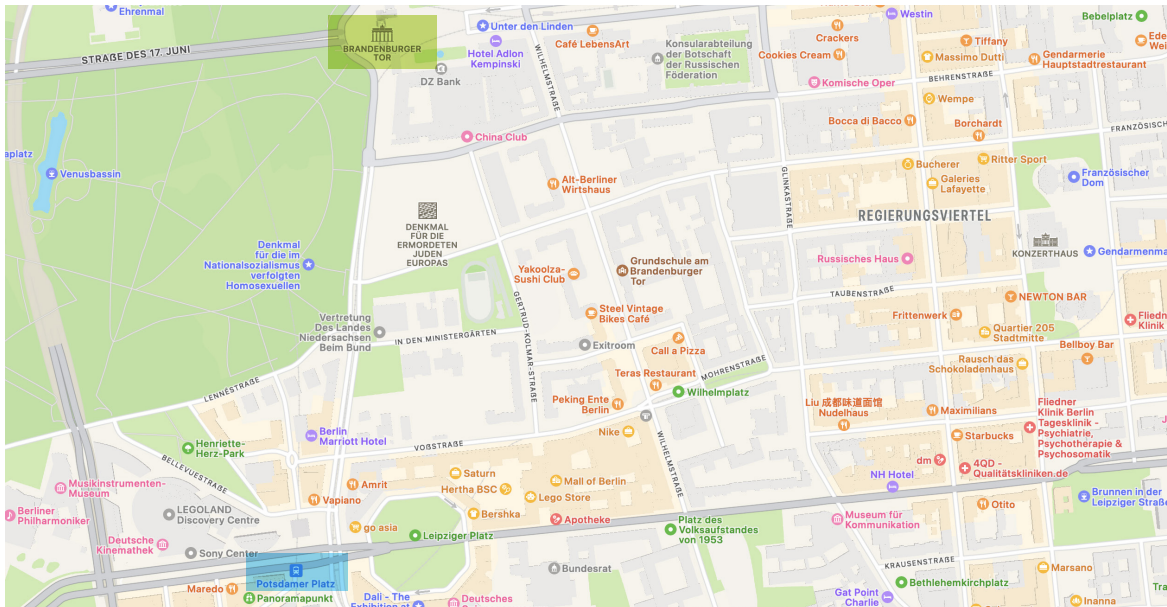 Ehrenmal
STRAßE DES 17. JUNI
BRANDENBURGER
TOR
Unter den Linden
Hotel Adlon
Kempinski
DZ Bank
WILHELMSTRAßE
Café LebensArt
Konsularabteilung
der Botschaft
der Russischen
Föderation
Crackers
Cookies Cream
Westin
Tiffany
Massimo Dutti
Bebelplatz
Gendarmerie
Hauptstadtrestaurant
BEHRENSTRAßE
Komische Oper
Wempe
Bocca di Bacco
Borchardt
FRANZÖSISCH
China Club
Alt-Berliner
Wirtshaus
GLINKASTRAßE
Bucherer
Ritter Sport
Galeries
Lafayette
Französischer
Dom
aplatz
Venusbassin
DENKMAL
FÜR DIE
ERMORDETEN
JUDEN
EUROPAS
REGIERUNGSVIERTEL
KONZERTHAUS
Gendarmenma
Denkmal
für die im
Nationalsozialismus
verfolgten
Homosexuellen
Yakoolza-
Sushi Club
Grundschule am
Brandenburger
Tor
Russisches Haus
TAUBENSTRAßE
NEWTON BAR
GERTRUD-KOLMAR-STRAßE
Steel Vintage
Bikes Café
Frittenwerk
Quartier 205
Stadtmitte
Fliedn
Klinik
Vertretung
Des Landes
Niedersachsen
Beim Bund
IN DEN MINISTERGÄRTEN
Exitroom
Call a Pizza
Bellboy Bar
Rausch das
Schokoladenhaus
MOHRENSTRAßE
Teras Restaurant
Wilhelmplatz
LENNÉSTRAßE
Peking Ente
Berlin
Liu 成都味道面馆
Nudelhaus
Maximilians
Fliedner
Klinik Berlin
Tagesklinik -
Psychiatrie,
Psychotherapie &
Psychosomatik
Berlin
Marriott Hotel
VOßSTRAßE
Nike
WILHELMSTRAßE
Starbucks
Henriette-
Herz-Park
BELLEVUESTRAßE
dm
4QD -
Qualitätskliniken.de
NH Hotel
Saturn
Mall of Berlin
Musikinstrumenten-
Museum
Amrit
Hertha BSC
Lego Store
Vapiano
Brunnen in der
Leipziger Straße
Otito
Berliner
Philharmoniker
LEGOLAND
Discovery Centre
Bershka
Apotheke
Museum für
Kommunikation
go asia
Leipziger Platz
Platz des
Volksaufstandes
von 1953
Deutsche
Kinemathek
Sony Center
KRAUSENSTRAßE
Bundesrat
Marsano
Potsdamer Platz
Maredo
Panoramapunkt
Dali - The
Exhibition at
Deutsches
Bethlehemkirchplatz
Gat Point
Charlie
Inanna